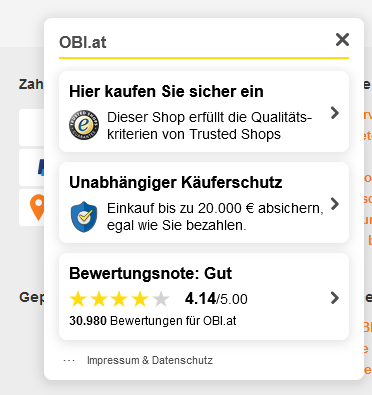 OBI.at
Zah
Hier kaufen Sie sicher ein
Dieser Shop erfüllt die Qualitäts-
kriterien von Trusted Shops
Unabhängiger Käuferschutz
Einkauf bis zu 20.000 € absichern,
egal wie Sie bezahlen.
Bewertungsnote: Gut
4.14/5.00
Gep
30.980 Bewertungen für OBI.at
... Impressum & Datenschutz